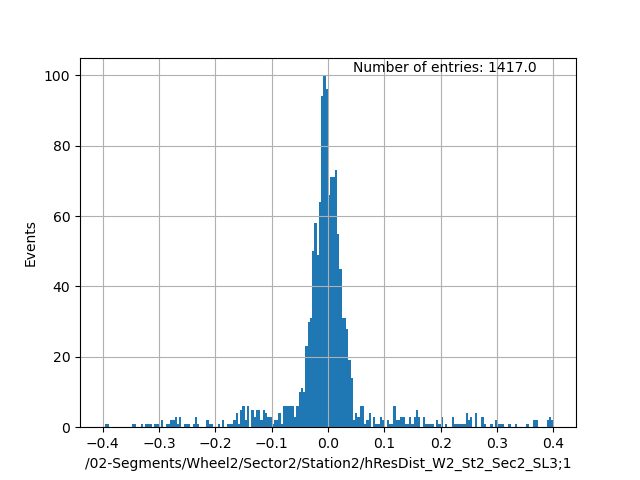 Number of entries: 1417.0
Events
100
80
60
40
20
0
−0.4 −0.3 −0.2 −0.1 0.0 0.1 0.2 0.3 0.4
/02-Segments/Wheel2/Sector2/Station2/hResDist_W2_St2_Sec2_SL3;1